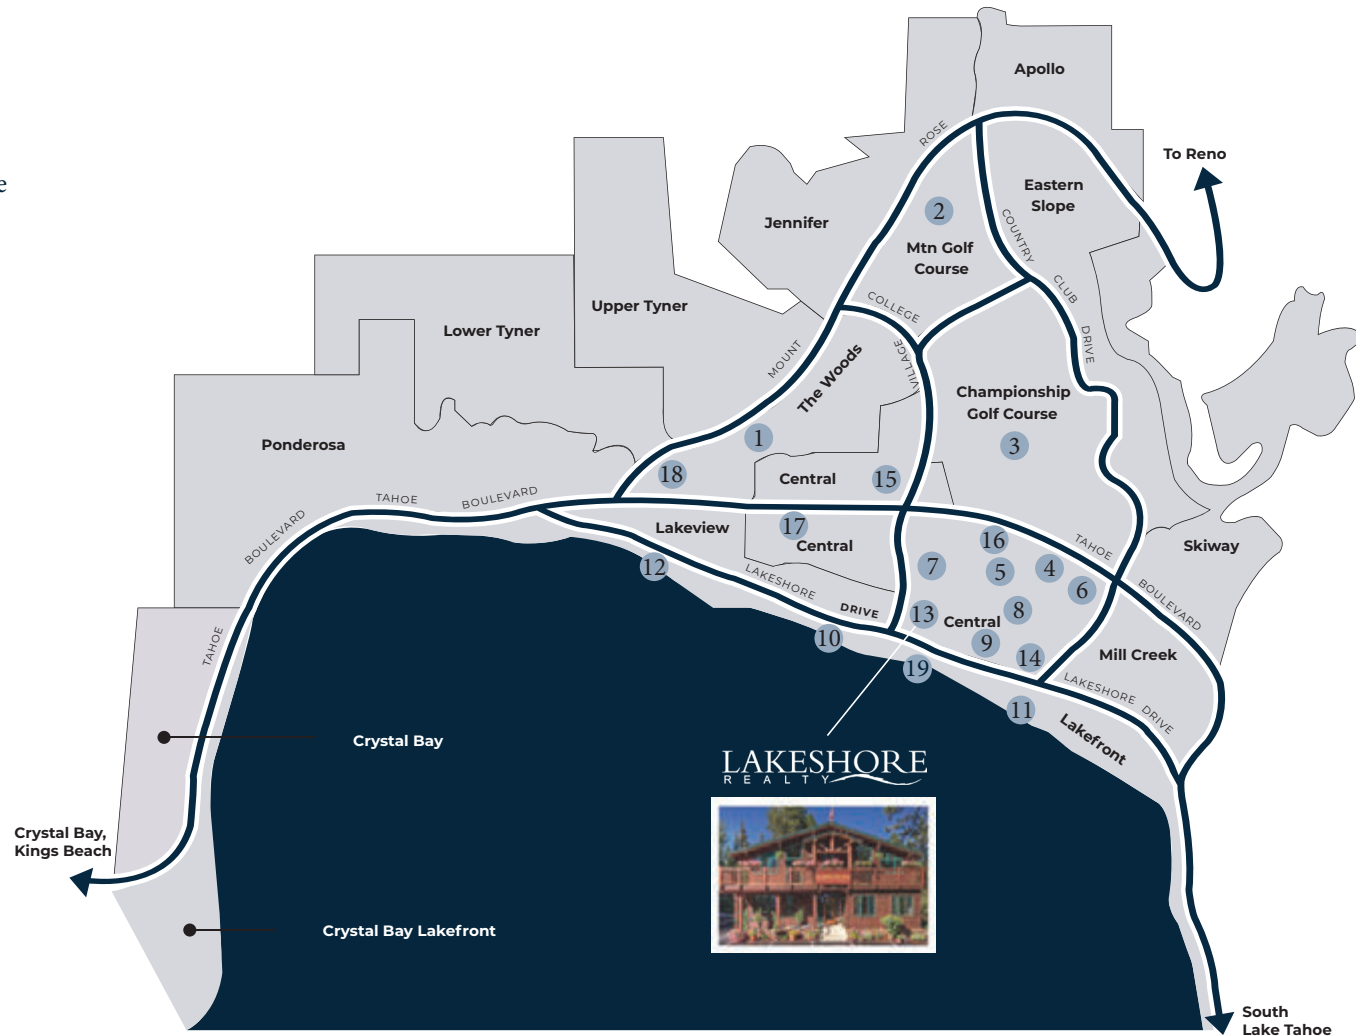 Apollo
ROSE
To Reno
e
Eastern
Slope
2
Jennifer
COUNTRY
Mtn Golf
Course
CLUB
COLLEGE
Upper Tyner
Lower Tyner
DRIVE
MOUNT
VILLAGE
The Woods
Championship
Golf Course
1
3
Ponderosa
18
Central
15
TAHOE
BOULEVARD
BOULEVARD
Lakeview
17
Central
16
TAHOE
Skiway
12
7
5
4
6
LAKESHORE
DRIVE
BOULEVARD
13
8
Central
TAHOE
10
9
14
Mill Creek
19
LAKESHORE
DRIVE
11
Lakefront
Crystal Bay
LAKESHORE
REALTY
Crystal Bay,
Kings Beach
Crystal Bay Lakefront
South
Lake Tahoe